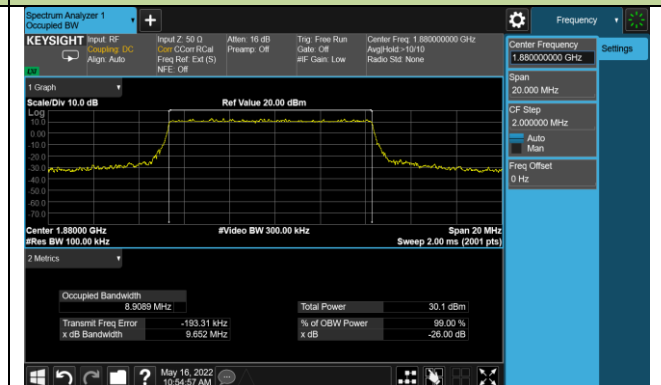 Spectrum Analyzer 1
Occupied BW
+
Frequency
KEYSIGHT
Input: RF
Coupling: DC
Align: Auto
Input Z: 50 Ω
Corr CCorr RCal
Freq Ref: Ext (S)
NFE: Off
Atten: 16 dB
Preamp: Off
Trig: Free Run
Gate: Off
#IF Gain: Low
Center Freq: 1.880000000 GHz
Avg|Hold:>10/10
Radio Std: None
LV
Center Frequency
1.880000000 GHz
Settings
Span
20.000 MHz
CF Step
2.000000 MHz
Auto
Man
Freq Offset
0 Hz
1 Graph
Scale/Div 10.0 dB
Ref Value 20.00 dBm
Log
10.0
0.00
-10.0
-20.0
-30.0
-40.0
-50.0
-60.0
-70.0
Center 1.88000 GHz
#Video BW 300.00 kHz
Span 20 MHz
#Res BW 100.00 kHz
Sweep 2.00 ms (2001 pts)
2 Metrics
Occupied Bandwidth
8.9089 MHz
Total Power
30.1 dBm
Transmit Freq Error
-193.31 kHz
% of OBW Power
99.00 %
x dB Bandwidth
9.652 MHz
x dB
-26.00 dB
?
May 16, 2022
10:54:57 AM